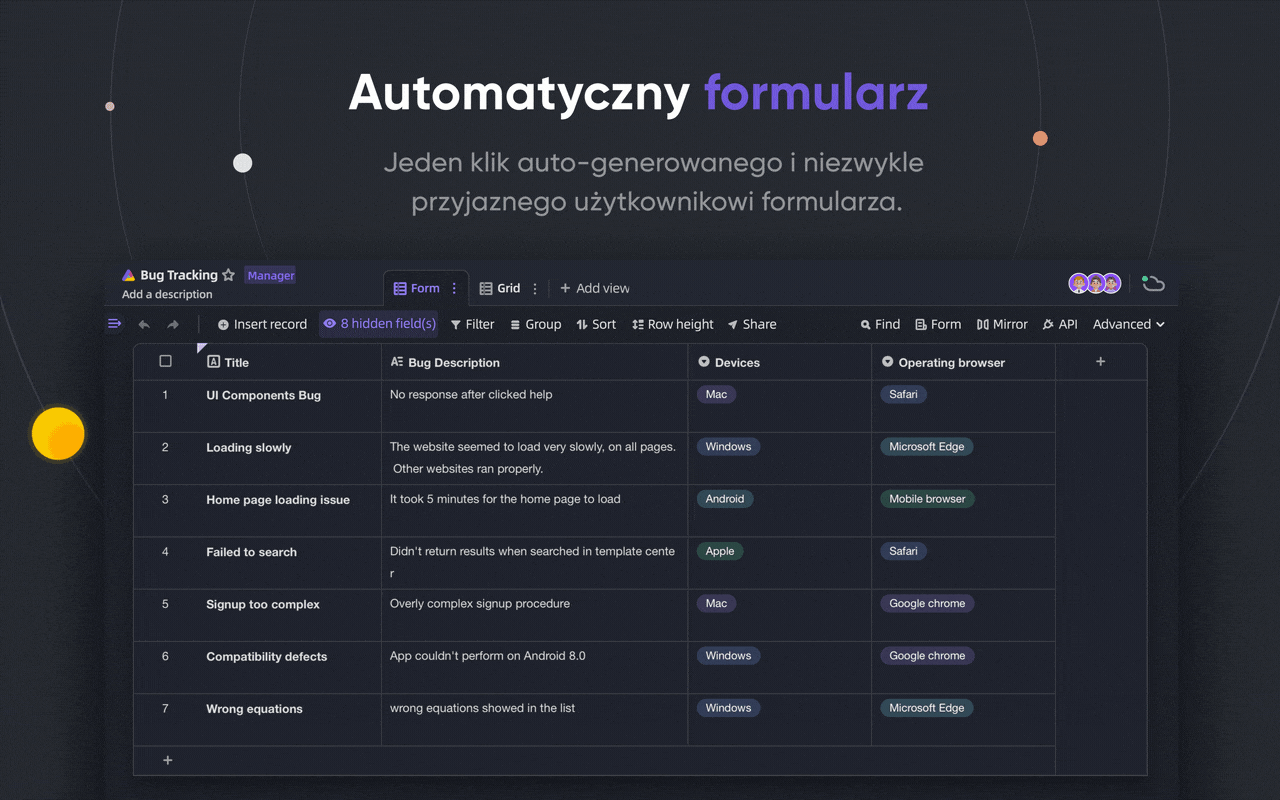 Automatyczny formularz
Jeden klik auto-generowanego i niezwykle
przyjaznego użytkownikowi formularza.
Bug Tracking Manager
Add a description
Form Grid Add view
Insert record 8 hidden field(s) Filter Group Sort Row height Share Find Form Mirror API Advanced
Title Bug Description Devices Operating browser +
1 UI Components Bug No response after clicked help Mac Safari
2 Loading slowly The website seemed to load very slowly, on all pages. Windows Microsoft Edge
Other websites ran properly.
3 Home page loading issue It took 5 minutes for the home page to load Android Mobile browser
4 Failed to search Didn't return results when searched in template cente Apple Safari
r
5 Signup too complex Overly complex signup procedure Mac Google chrome
6 Compatibility defects App couldn't perform on Android 8.0 Windows Google chrome
7 Wrong equations wrong equations showed in the list Windows Microsoft Edge
+